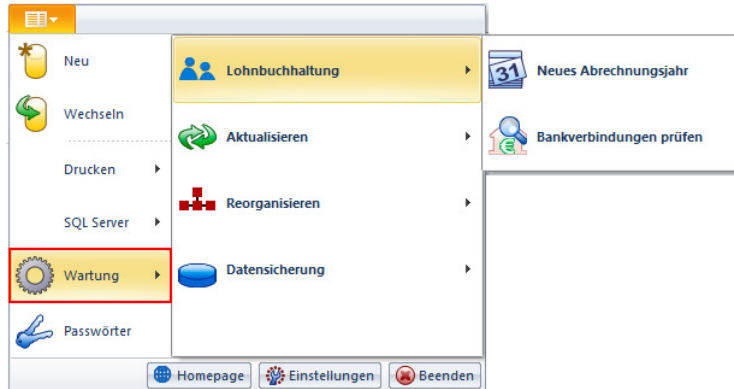 Neu
Wechseln
Drucken
SQL Server
Wartung
Passwörter
Lohnbuchhaltung
Aktualisieren
Reorganisieren
Datensicherung
31
Neues Abrechnungsjahr
€
Bankverbindungen prüfen
Homepage
Einstellungen
Beenden